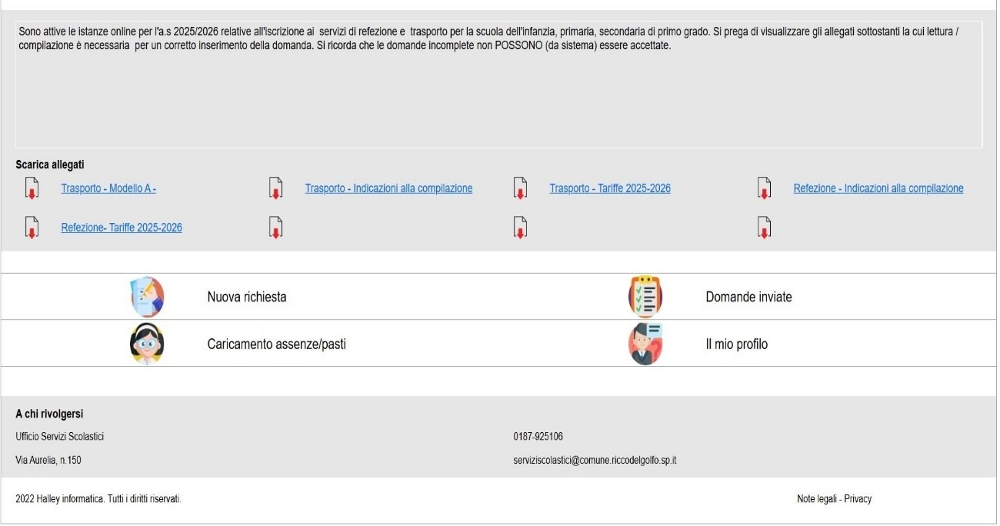 Sono attive le istanze online per l'a.s 2025/2026 relative all'iscrizione ai servizi di refezione e trasporto per la scuola dell'infanzia, primaria, secondaria di primo grado. Si prega di visualizzare gli allegati sottostanti la cui lettura /
compilazione è necessaria per un corretto inserimento della domanda. Si ricorda che le domande incomplete non POSSONO (da sistema) essere accettate.
Scarica allegati
Trasporto - Modello A - Trasporto - Indicazioni alla compilazione Trasporto - Tariffe 2025-2026 Refezione - Indicazioni alla compilazione
Refezione- Tariffe 2025-2026
Nuova richiesta Domande inviate
Caricamento assenze/pasti Il mio profilo
A chi rivolgersi
Ufficio Servizi Scolastici 0187-925106
Via Aurelia, n.150 serviziscolastici@comune.riccodelgolfo.sp.it
2022 Halley informatica. Tutti i diritti riservati. Note legali - Privacy